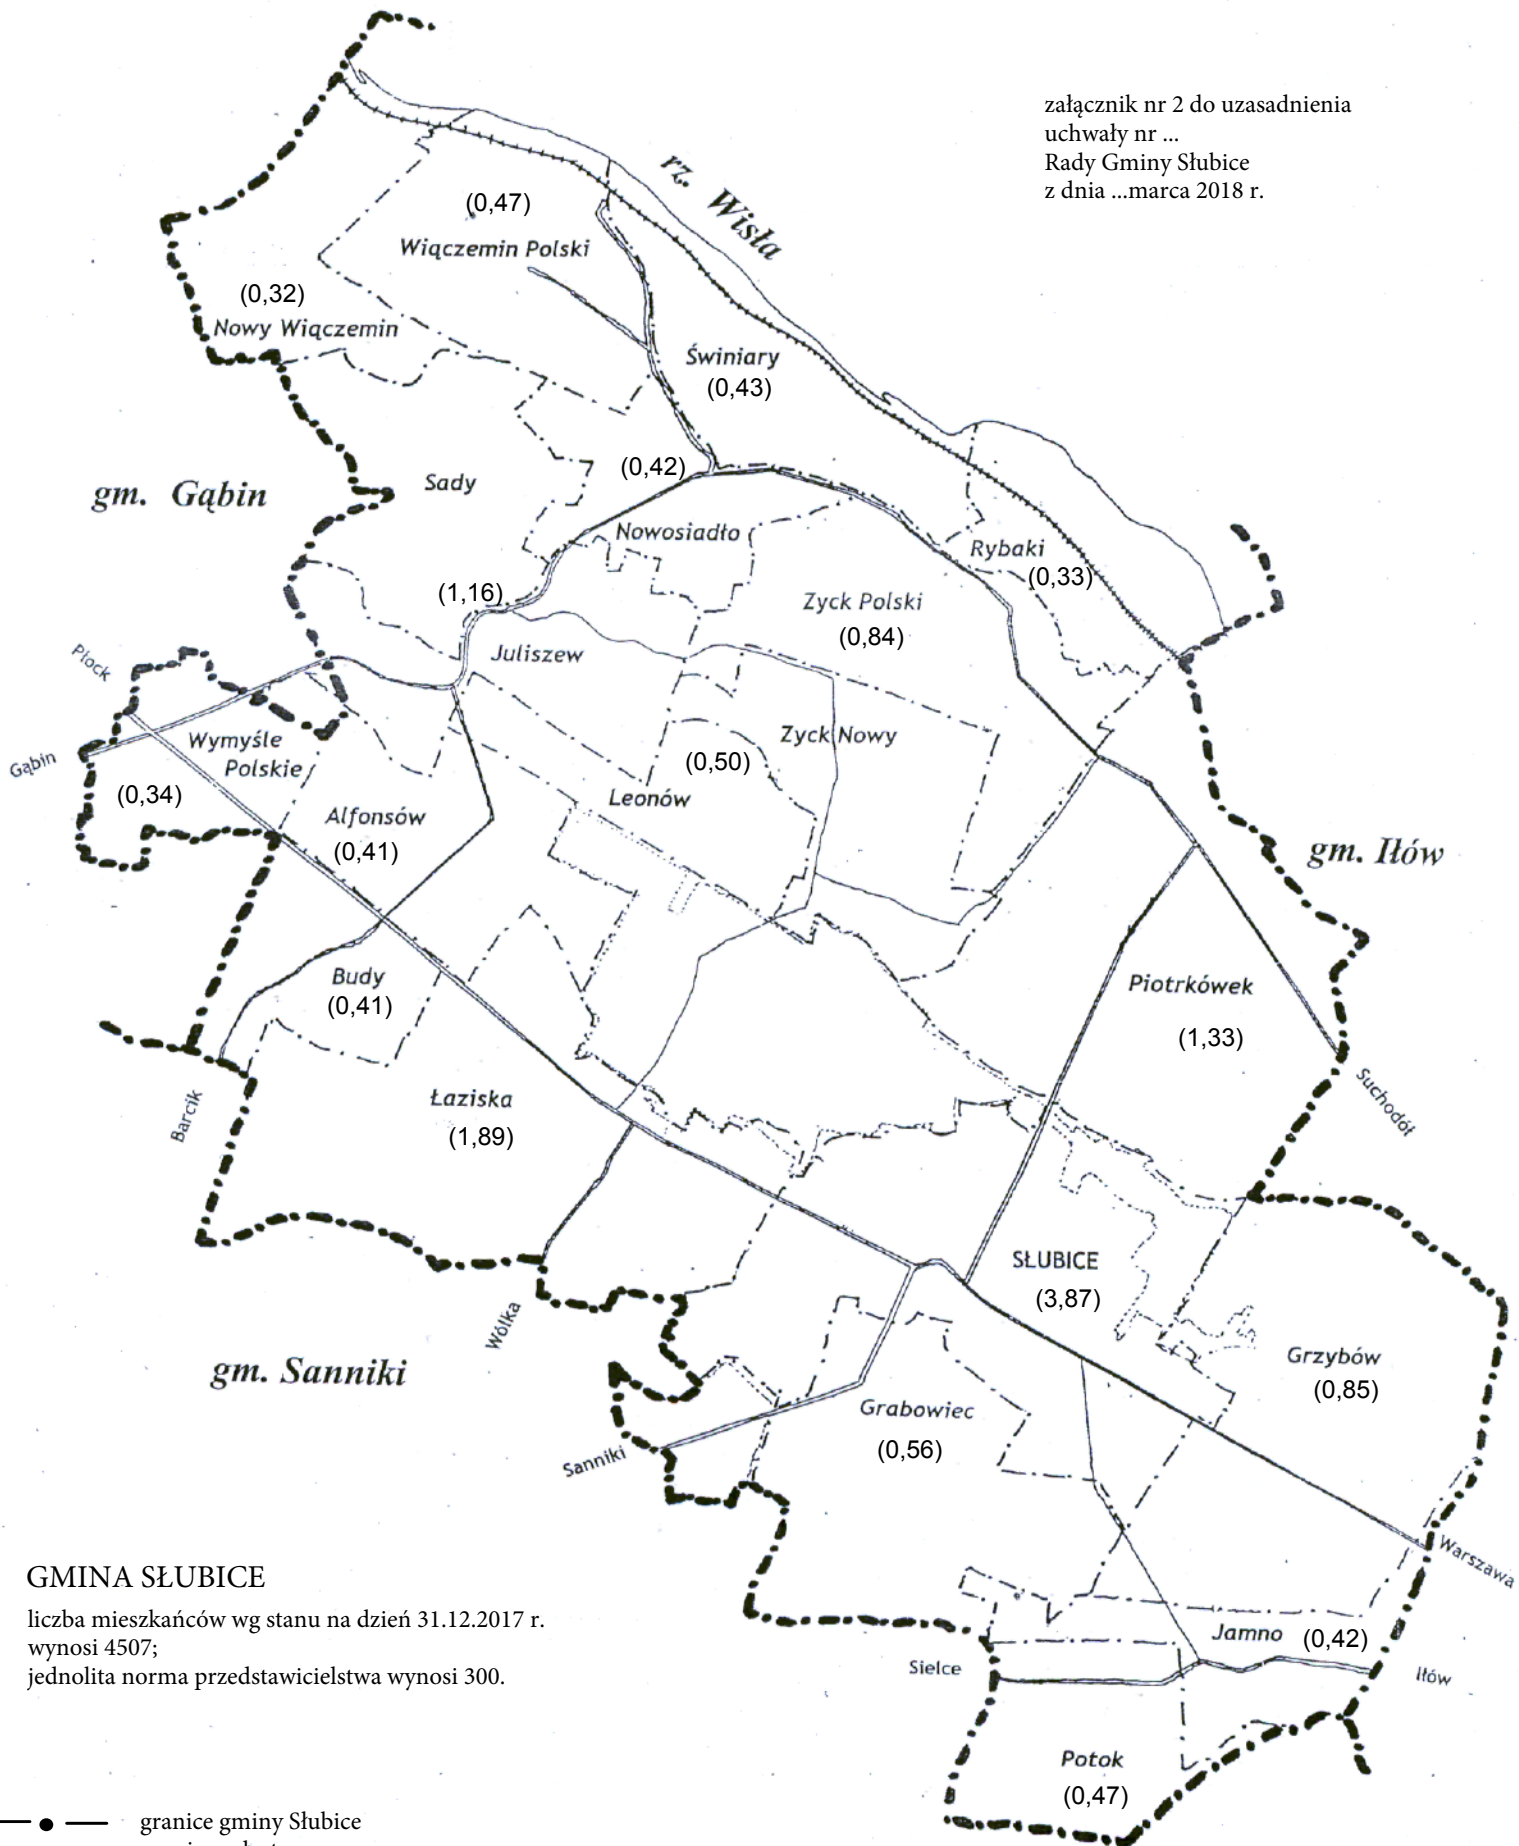 załącznik nr 2 do uzasadnienia
uchwały nr ...
Rady Gminy Słubice
z dnia ...marca 2018 r.
rz. Wisła
(0,47)
Wiączemin Polski
(0,32)
Nowy Wiączemin
Świniary
(0,43)
gm. Gąbin
Sady
(0,42)
Nowosiadło
Rybaki
(0,33)
(1,16)
Zyck Polski
(0,84)
Juliszew
Płock
Gąbin
Wymyśle
Polskie
(0,34)
Zyck Nowy
(0,50)
Leonów
Alfonsów
(0,41)
gm. Iłów
Budy
(0,41)
Piotrkówek
(1,33)
Barcik
Łaziska
(1,89)
Suchodół
SŁUBICE
(3,87)
Wólka
gm. Sanniki
Grzybów
(0,85)
Grabowiec
(0,56)
Sanniki
Warszawa
GMINA SŁUBICE
liczba mieszkańców wg stanu na dzień 31.12.2017 r.
wynosi 4507;
jednolita norma przedstawicielstwa wynosi 300.
Jamno (0,42)
Sielce
Iłów
Potok
(0,47)
granice gminy Słubice